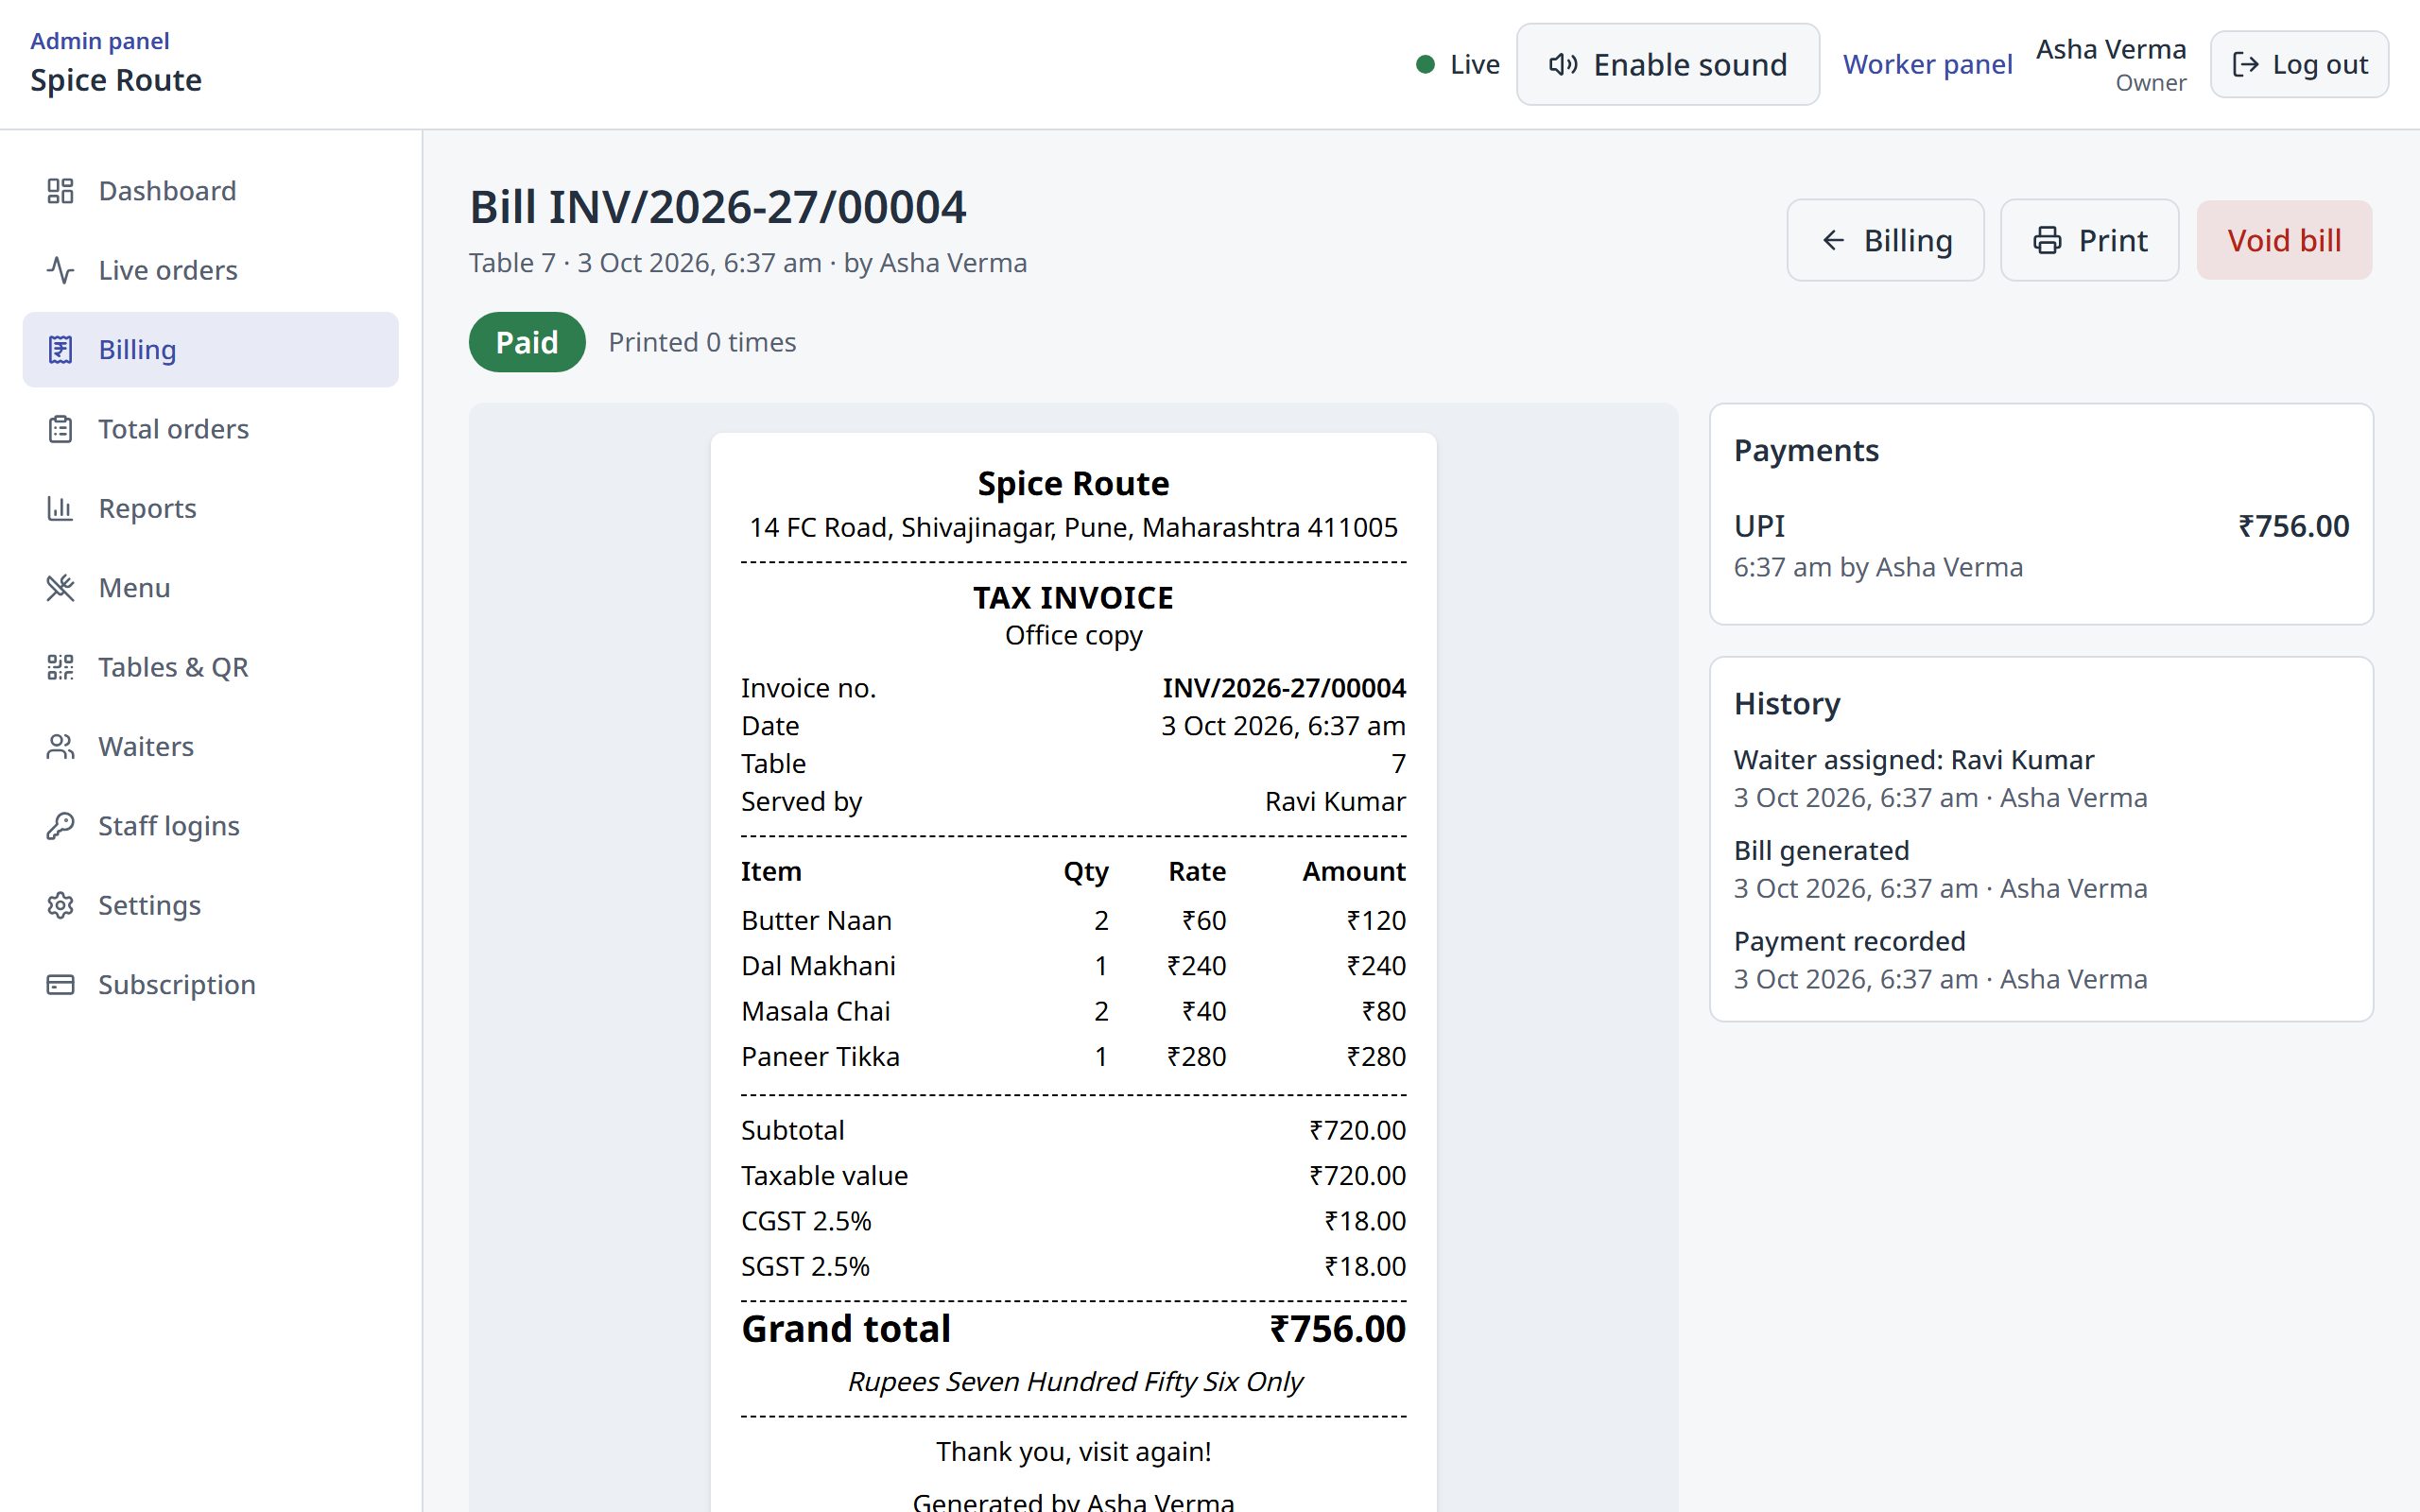 Admin panel
Spice Route
Live
Enable sound
Worker panel
Asha Verma
Owner
Log out
Dashboard
Live orders
Billing
Total orders
Reports
Menu
Tables & QR
Waiters
Staff logins
Settings
Subscription
Bill INV/2026-27/00004
Table 7 · 3 Oct 2026, 6:37 am · by Asha Verma
Billing
Print
Void bill
Paid
Printed 0 times
Spice Route
14 FC Road, Shivajinagar, Pune, Maharashtra 411005
TAX INVOICE
Office copy
Invoice no. INV/2026-27/00004
Date 3 Oct 2026, 6:37 am
Table 7
Served by Ravi Kumar
Item Qty Rate Amount
Butter Naan 2 ₹60 ₹120
Dal Makhani 1 ₹240 ₹240
Masala Chai 2 ₹40 ₹80
Paneer Tikka 1 ₹280 ₹280
Subtotal ₹720.00
Taxable value ₹720.00
CGST 2.5% ₹18.00
SGST 2.5% ₹18.00
Grand total ₹756.00
Rupees Seven Hundred Fifty Six Only
Thank you, visit again!
Generated by Asha Verma
Payments
UPI ₹756.00
6:37 am by Asha Verma
History
Waiter assigned: Ravi Kumar
3 Oct 2026, 6:37 am · Asha Verma
Bill generated
3 Oct 2026, 6:37 am · Asha Verma
Payment recorded
3 Oct 2026, 6:37 am · Asha Verma